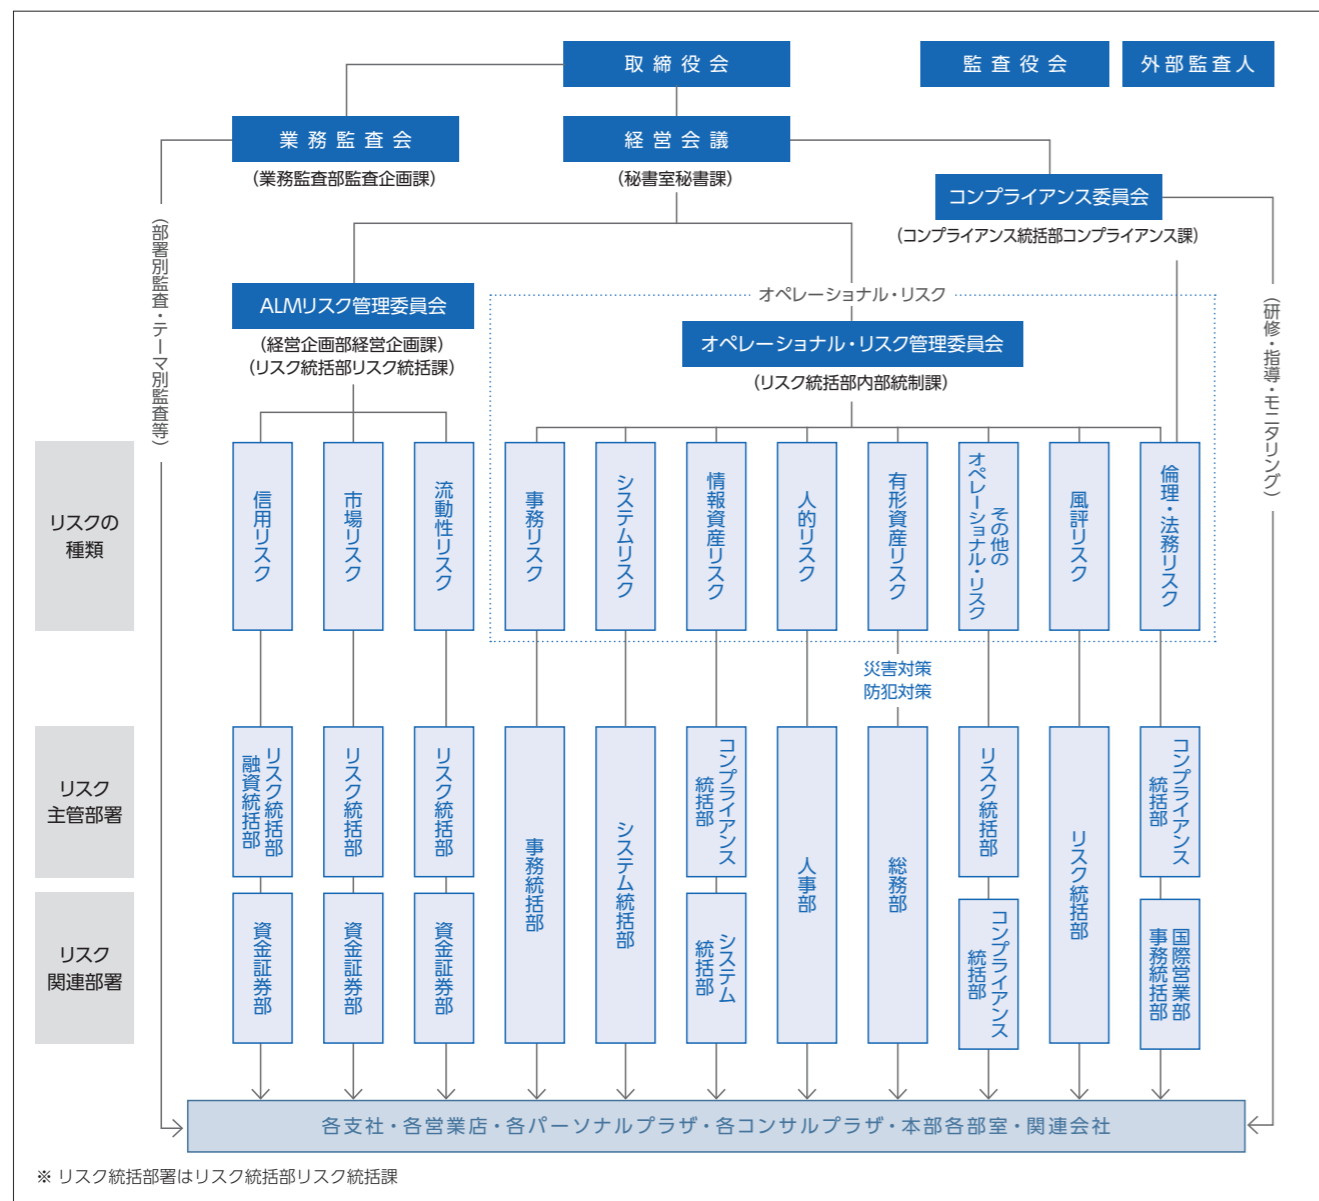 取締役会
監査役会
外部監査人
業務監査会
(業務監査部監査企画課)
経営会議
(秘書室秘書課)
コンプライアンス委員会
(コンプライアンス統括部コンプライアンス課)
(部署別監査・テーマ別監査等)
(研修・指導・モニタリング)
ALMリスク管理委員会
(経営企画部経営企画課)
(リスク統括部リスク統括課)
オペレーショナル・リスク
オペレーショナル・リスク管理委員会
(リスク統括部内部統制課)
リスクの
種類
信用リスク
市場リスク
流動性リスク
事務リスク
システムリスク
情報資産リスク
人的リスク
有形資産リスク
その他の
オペレーショナル・リスク
風評リスク
倫理・法務リスク
災害対策
防犯対策
リスク
主管部署
リスク統括部
融資統括部
リスク統括部
リスク統括部
事務統括部
システム統括部
コンプライアンス
統括部
人事部
総務部
リスク統括部
リスク統括部
コンプライアンス
統括部
リスク
関連部署
資金証券部
資金証券部
資金証券部
システム
統括部
コンプライアンス
統括部
国際営業部
事務統括部
各支社・各営業店・各パーソナルプラザ・各コンサルプラザ・本部各部室・関連会社
※ リスク統括部署はリスク統括部リスク統括課